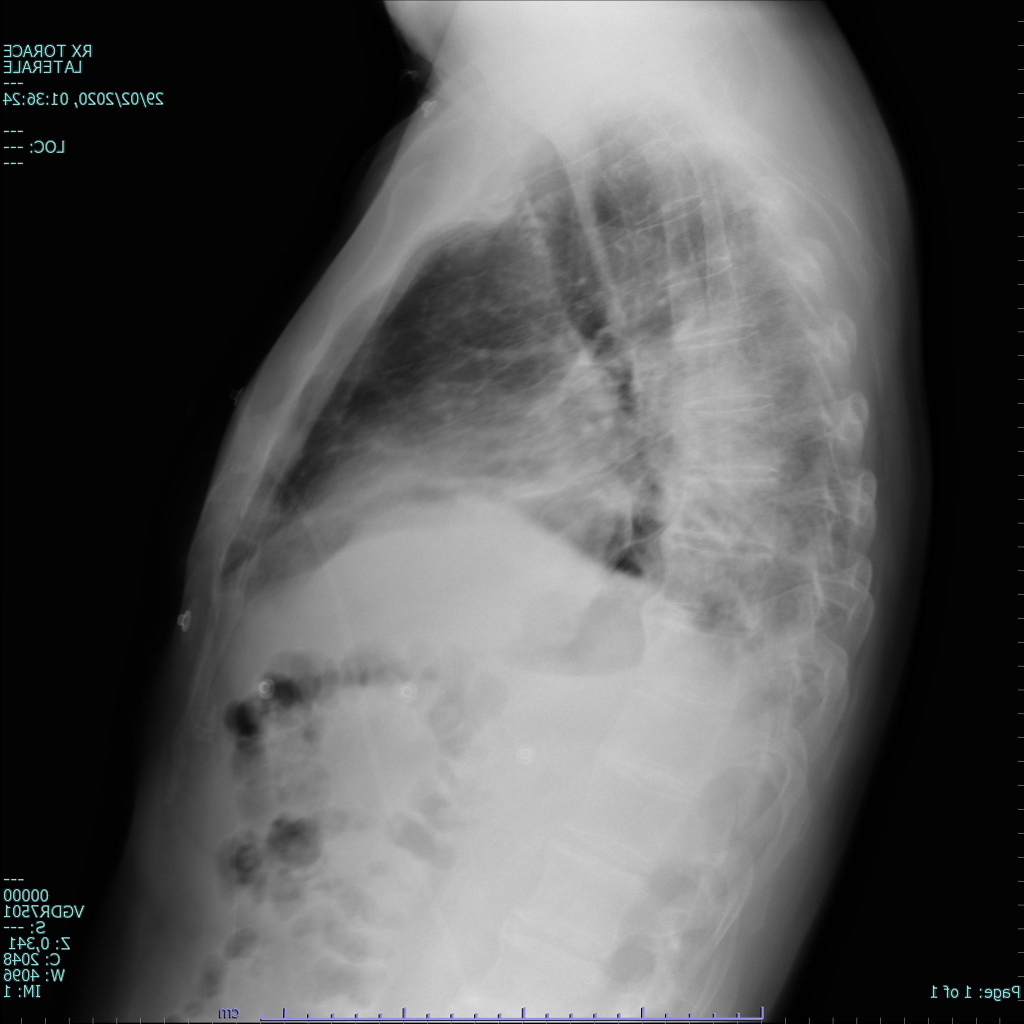 RX TORACE
LATERALE
---
29/02/2020, 01:36:24
---
LOC: ---
---
---
00000
VGDR7501
S: ---
Z: 0,341
C: 2048
W: 4096
IM: 1
Page: 1 of 1
cm